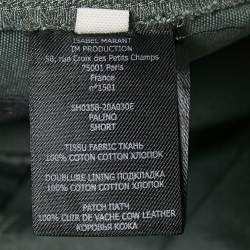 ISABEL MARANT
IM PRODUCTION
50, rue Croix des Petits Champs
75001 Paris
France
n°1501
SH0358-20A030E
PALINO
SHORT
TISSU FABRIC ТКАНЬ
100% COTON COTTON ХЛОПОК
DOUBLURE LINING ПОДКЛАДКА
100% COTON COTTON ХЛОПОК
PATCH ПАТЧ
100% CUIR DE VACHE COW LEATHER
КОРОВЬЯ КОЖА